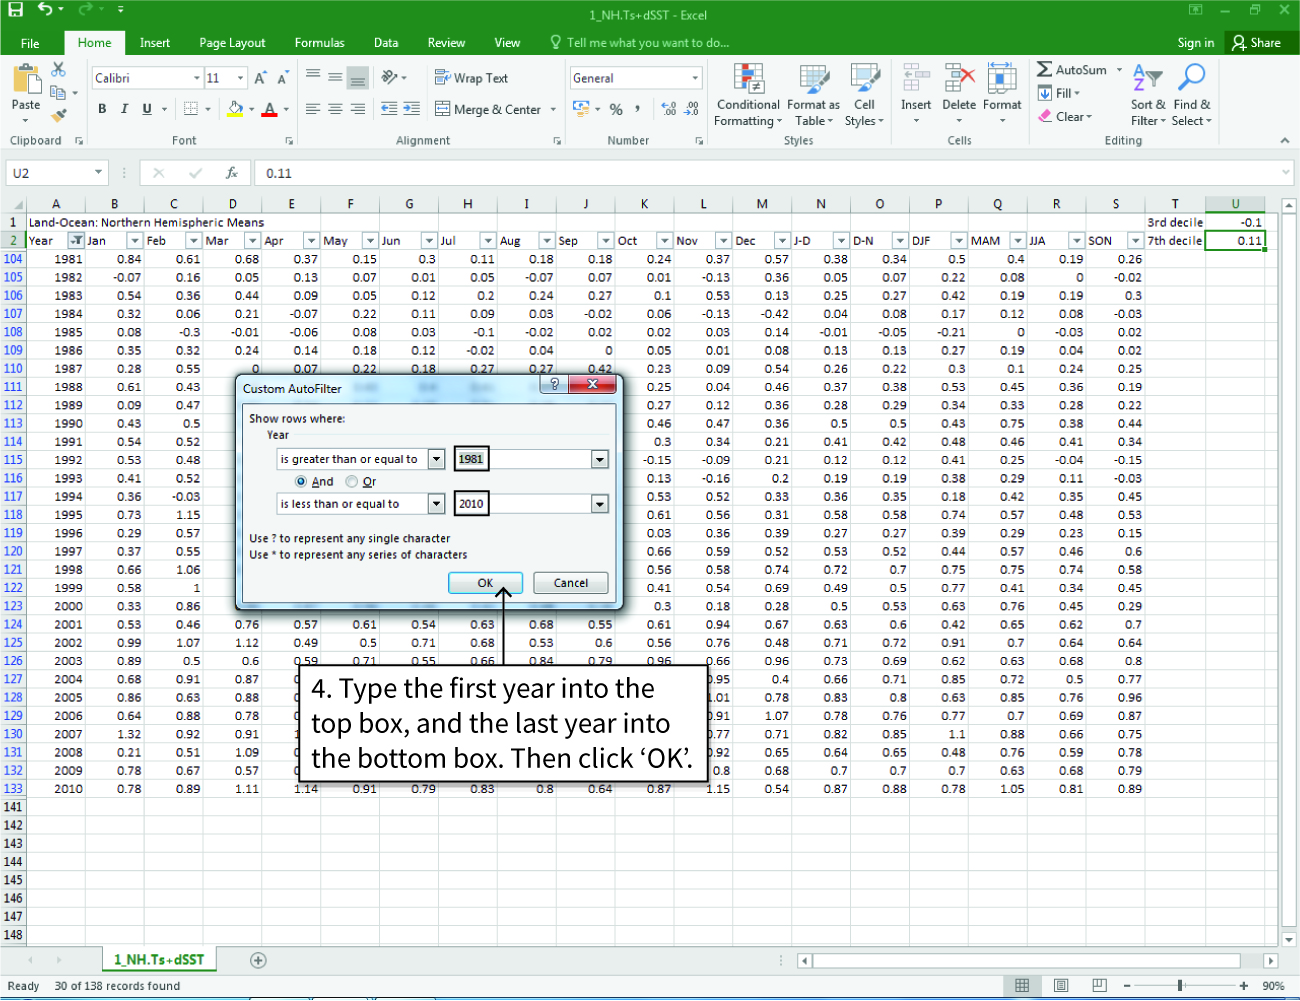 1_NH.Ts+dSST - Excel
File Home Insert Page Layout Formulas Data Review View Tell me what you want to do... Sign in Share
Calibri 11 Wrap Text General AutoSum
Paste B I U Merge & Center % Conditional Formatting Format as Table Cell Styles Insert Delete Format Fill Sort & Filter Find & Select
Clear
Clipboard Font Alignment Number Styles Cells Editing
U2 fx 0.11
A B C D E F G H I J K L M N O P Q R S T U
1 Land-Ocean: Northern Hemispheric Means 3rd decile -0.1
2 Year Jan Feb Mar Apr May Jun Jul Aug Sep Oct Nov Dec J-D D-N DJF MAM JJA SON 7th decile 0.11
104 1981 0.84 0.61 0.68 0.37 0.15 0.3 0.11 0.18 0.18 0.24 0.37 0.57 0.38 0.34 0.5 0.4 0.19 0.26
105 1982 -0.07 0.16 0.05 0.13 0.07 0.01 0.05 -0.07 0.07 0.01 -0.13 0.36 0.05 0.07 0.22 0.08 0 -0.02
106 1983 0.54 0.36 0.44 0.09 0.05 0.12 0.2 0.24 0.27 0.1 0.53 0.13 0.25 0.27 0.42 0.19 0.19 0.3
107 1984 0.32 0.06 0.21 -0.07 0.22 0.11 0.09 0.03 -0.02 0.06 -0.13 -0.42 0.04 0.08 0.17 0.12 0.08 -0.03
108 1985 0.08 -0.3 -0.01 -0.06 0.08 0.03 -0.1 -0.02 0.02 0.02 0.03 0.14 -0.01 -0.05 -0.21 0 -0.03 0.02
109 1986 0.35 0.32 0.24 0.14 0.18 0.12 -0.02 0.04 0 0.05 0.01 0.08 0.13 0.13 0.27 0.19 0.04 0.02
110 1987 0.28 0.55 0 0.07 0.22 0.18 0.27 0.27 0.42 0.23 0.09 0.54 0.26 0.22 0.3 0.1 0.24 0.25
111 1988 0.61 0.43 0.25 0.04 0.46 0.37 0.38 0.53 0.45 0.36 0.19
112 1989 0.09 0.47 0.27 0.12 0.36 0.28 0.29 0.34 0.33 0.28 0.22
113 1990 0.43 0.5 0.46 0.47 0.36 0.5 0.5 0.43 0.75 0.38 0.44
114 1991 0.54 0.52 0.3 0.34 0.21 0.41 0.42 0.48 0.46 0.41 0.34
115 1992 0.53 0.48 -0.15 -0.09 0.21 0.12 0.12 0.41 0.25 -0.04 -0.15
116 1993 0.41 0.52 0.13 -0.16 0.2 0.19 0.19 0.38 0.29 0.11 -0.03
117 1994 0.36 -0.03 0.53 0.52 0.33 0.36 0.35 0.18 0.42 0.35 0.45
118 1995 0.73 1.15 0.61 0.56 0.31 0.58 0.58 0.74 0.57 0.53 0.48
119 1996 0.29 0.57 0.03 0.36 0.39 0.27 0.27 0.39 0.29 0.23 0.15
120 1997 0.37 0.55 0.66 0.59 0.52 0.53 0.52 0.44 0.57 0.46 0.6
121 1998 0.66 1.06 0.56 0.58 0.74 0.72 0.7 0.75 0.75 0.74 0.58
122 1999 0.58 1 0.41 0.54 0.69 0.49 0.5 0.77 0.41 0.34 0.45
123 2000 0.33 0.86 0.3 0.18 0.28 0.5 0.53 0.63 0.76 0.45 0.29
124 2001 0.53 0.46 0.76 0.57 0.61 0.54 0.63 0.68 0.55 0.61 0.94 0.67 0.63 0.6 0.42 0.65 0.62 0.7
125 2002 0.99 1.07 1.12 0.49 0.5 0.71 0.68 0.53 0.6 0.56 0.76 0.48 0.71 0.72 0.91 0.7 0.64 0.64
126 2003 0.89 0.5 0.6 0.59 0.71 0.55 0.66 0.84 0.79 0.96 0.66 0.96 0.73 0.69 0.62 0.63 0.68 0.8
127 2004 0.68 0.91 0.87 .95 0.4 0.66 0.71 0.85 0.72 0.5 0.77
128 2005 0.86 0.63 0.88 .01 0.78 0.83 0.8 0.63 0.85 0.76 0.96
129 2006 0.64 0.88 0.78 .91 1.07 0.78 0.76 0.77 0.7 0.69 0.87
130 2007 1.32 0.92 0.91 .77 0.71 0.82 0.85 1.1 0.88 0.66 0.75
131 2008 0.21 0.51 1.09 .92 0.65 0.64 0.65 0.48 0.76 0.59 0.78
132 2009 0.78 0.67 0.57 0.8 0.68 0.7 0.7 0.7 0.63 0.68 0.79
133 2010 0.78 0.89 1.11 1.14 0.91 0.79 0.83 0.8 0.64 0.87 1.15 0.54 0.87 0.88 0.78 1.05 0.81 0.89
141
142
143
144
145
146
147
148
Custom AutoFilter
Show rows where:
Year
is greater than or equal to 1981
And Or
is less than or equal to 2010
Use ? to represent any single character
Use * to represent any series of characters
OK Cancel
4. Type the first year into the
top box, and the last year into
the bottom box. Then click ‘OK’.
1_NH.Ts+dSST
Ready 30 of 138 records found 90%